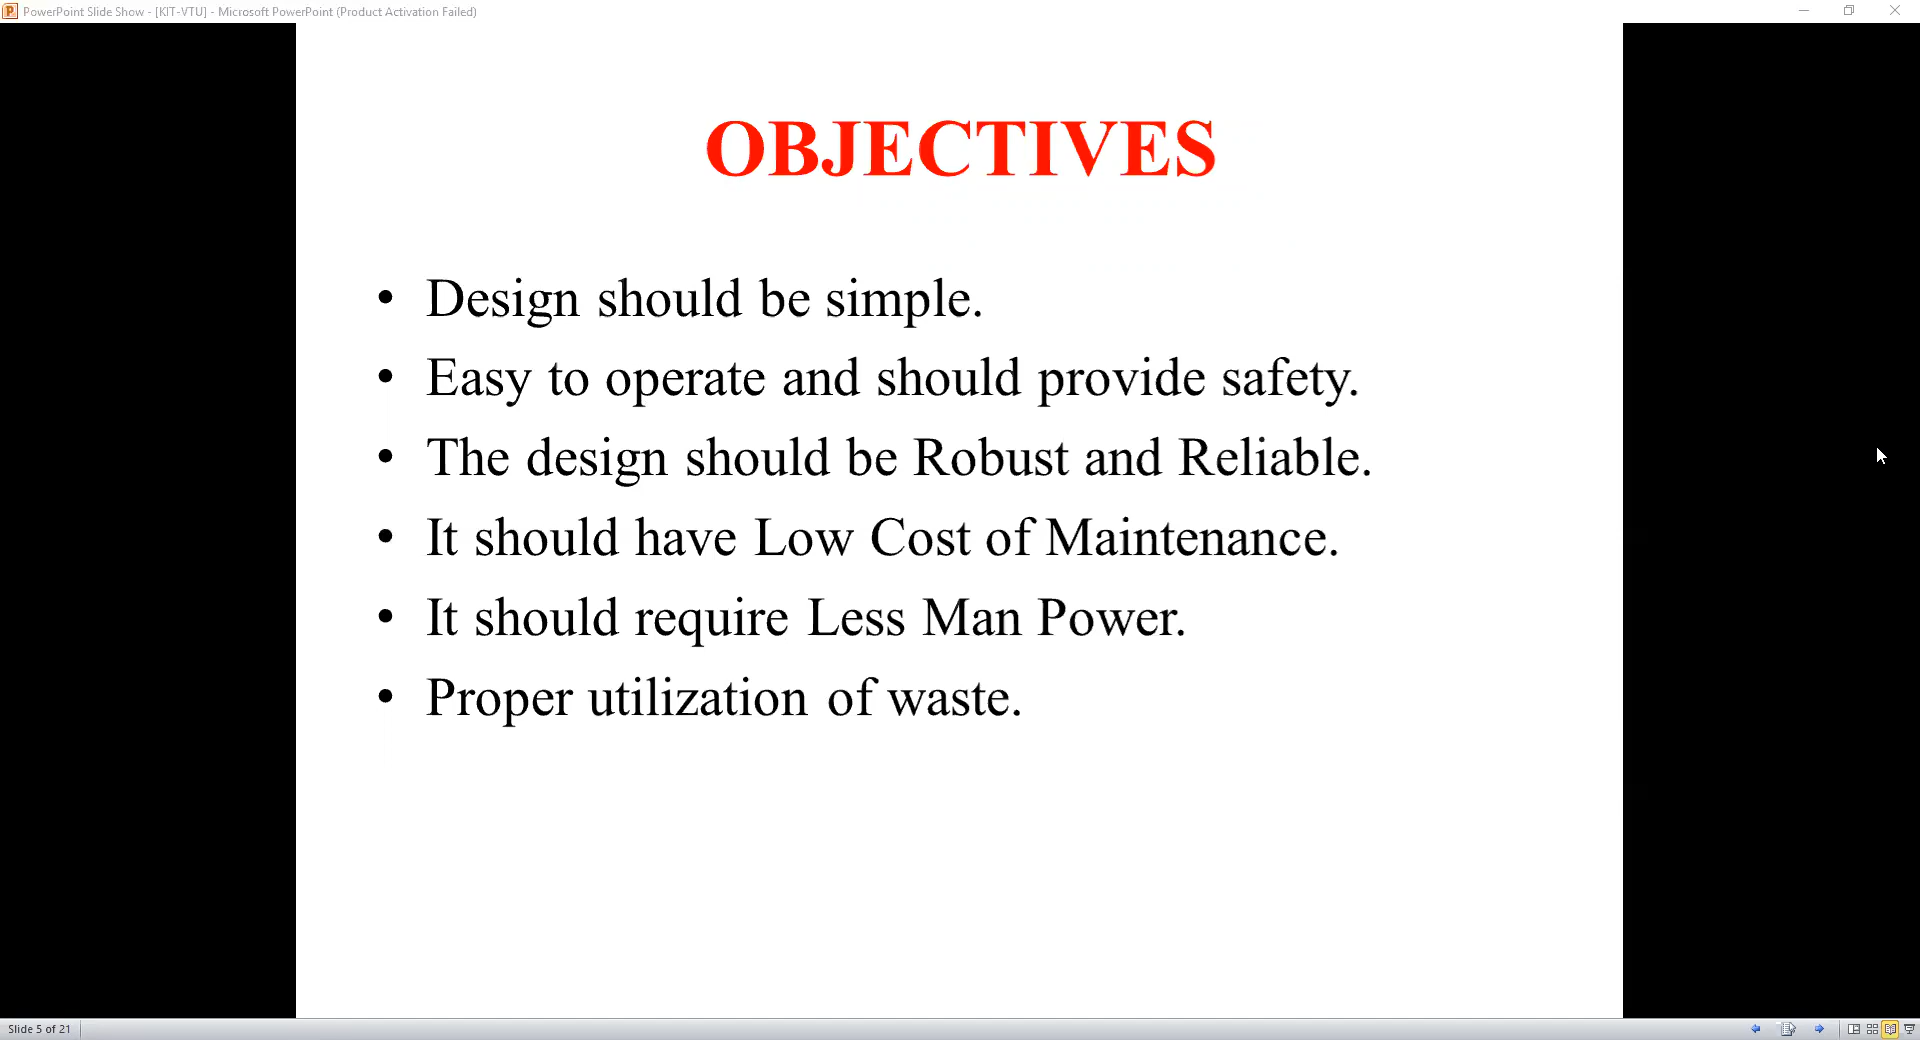 PowerPoint Slide Show - [KIT-VTU] - Microsoft PowerPoint (Product Activation Failed)
OBJECTIVES
• Design should be simple.
• Easy to operate and should provide safety.
• The design should be Robust and Reliable.
• It should have Low Cost of Maintenance.
• It should require Less Man Power.
• Proper utilization of waste.
Slide 5 of 21